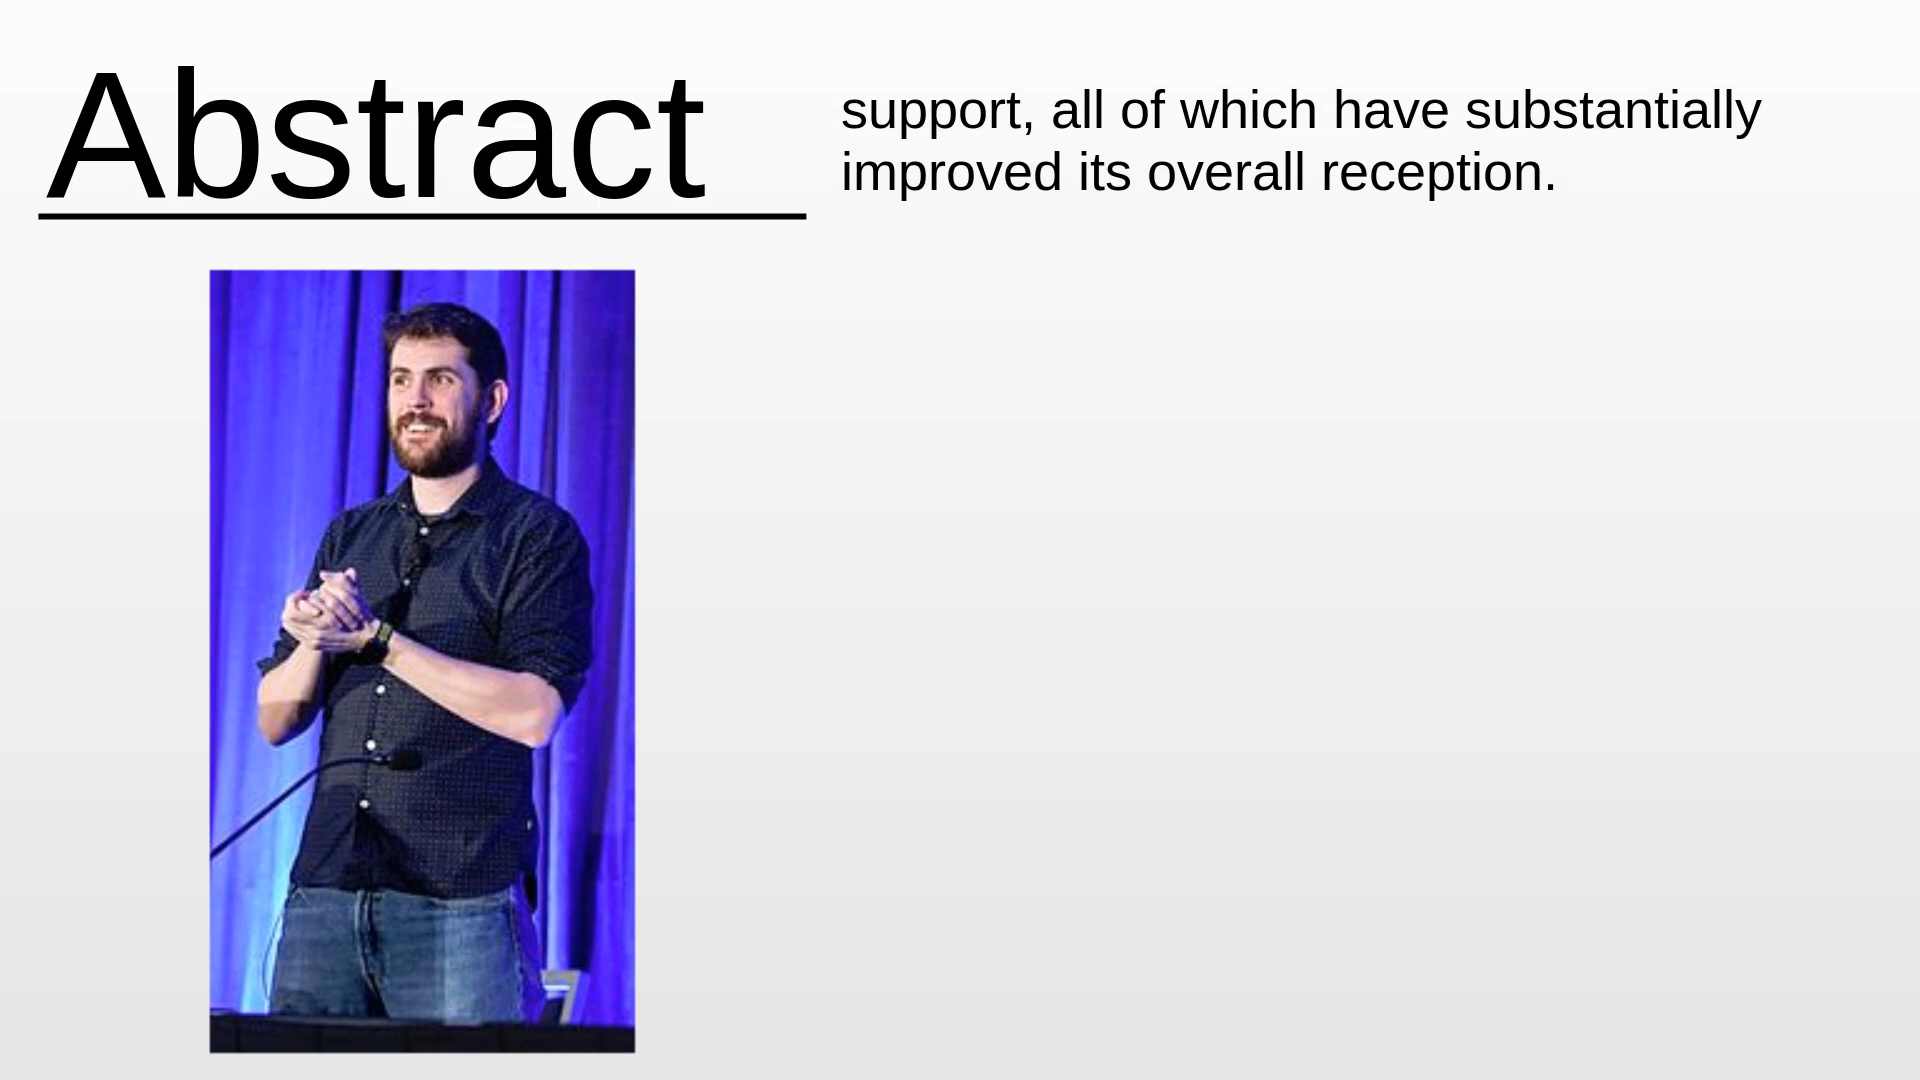 Abstract
support, all of which have substantially
improved its overall reception.